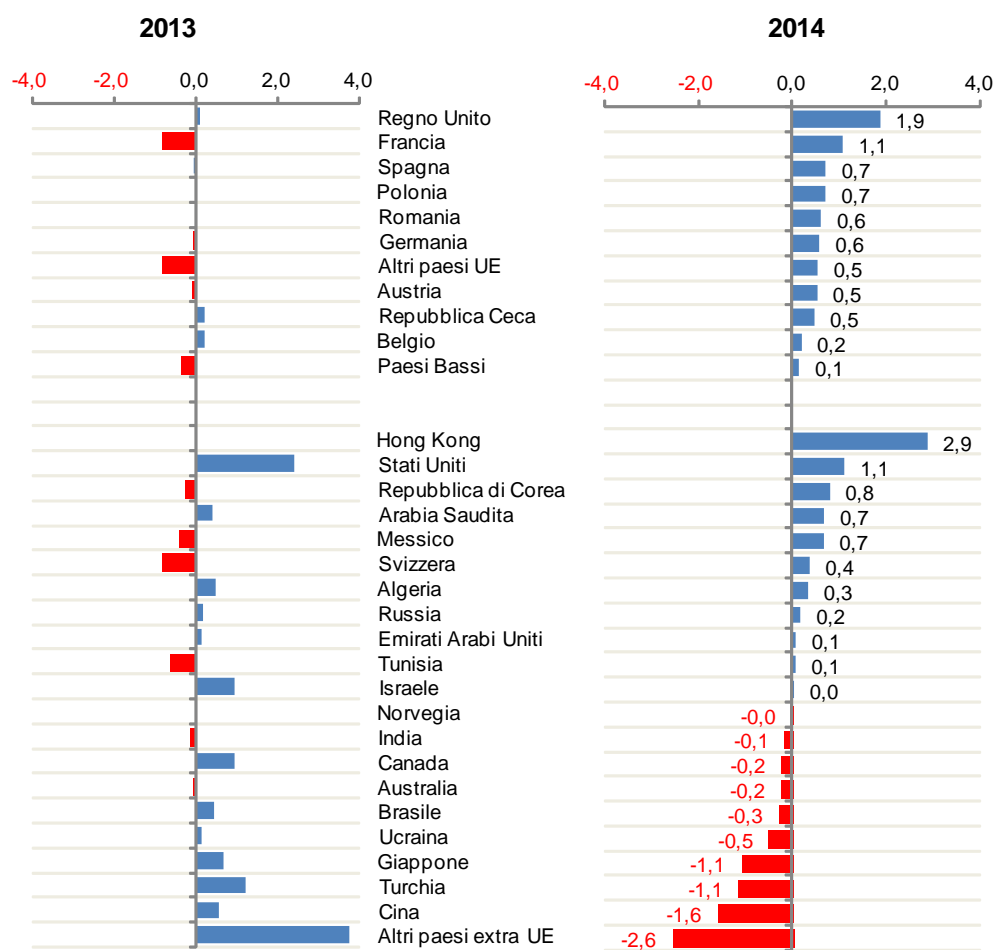 2013 2014
-4,0 -2,0 0,0 2,0 4,0 -4,0 -2,0 0,0 2,0 4,0
Regno Unito 1,9
Francia 1,1
Spagna 0,7
Polonia 0,7
Romania 0,6
Germania 0,6
Altri paesi UE 0,5
Austria 0,5
Repubblica Ceca 0,5
Belgio 0,2
Paesi Bassi 0,1
Hong Kong 2,9
Stati Uniti 1,1
Repubblica di Corea 0,8
Arabia Saudita 0,7
Messico 0,7
Svizzera 0,4
Algeria 0,3
Russia 0,2
Emirati Arabi Uniti 0,1
Tunisia 0,1
Israele 0,0
Norvegia -0,0
India -0,1
Canada -0,2
Australia -0,2
Brasile -0,3
Ucraina -0,5
Giappone -1,1
Turchia -1,1
Cina -1,6
Altri paesi extra UE -2,6